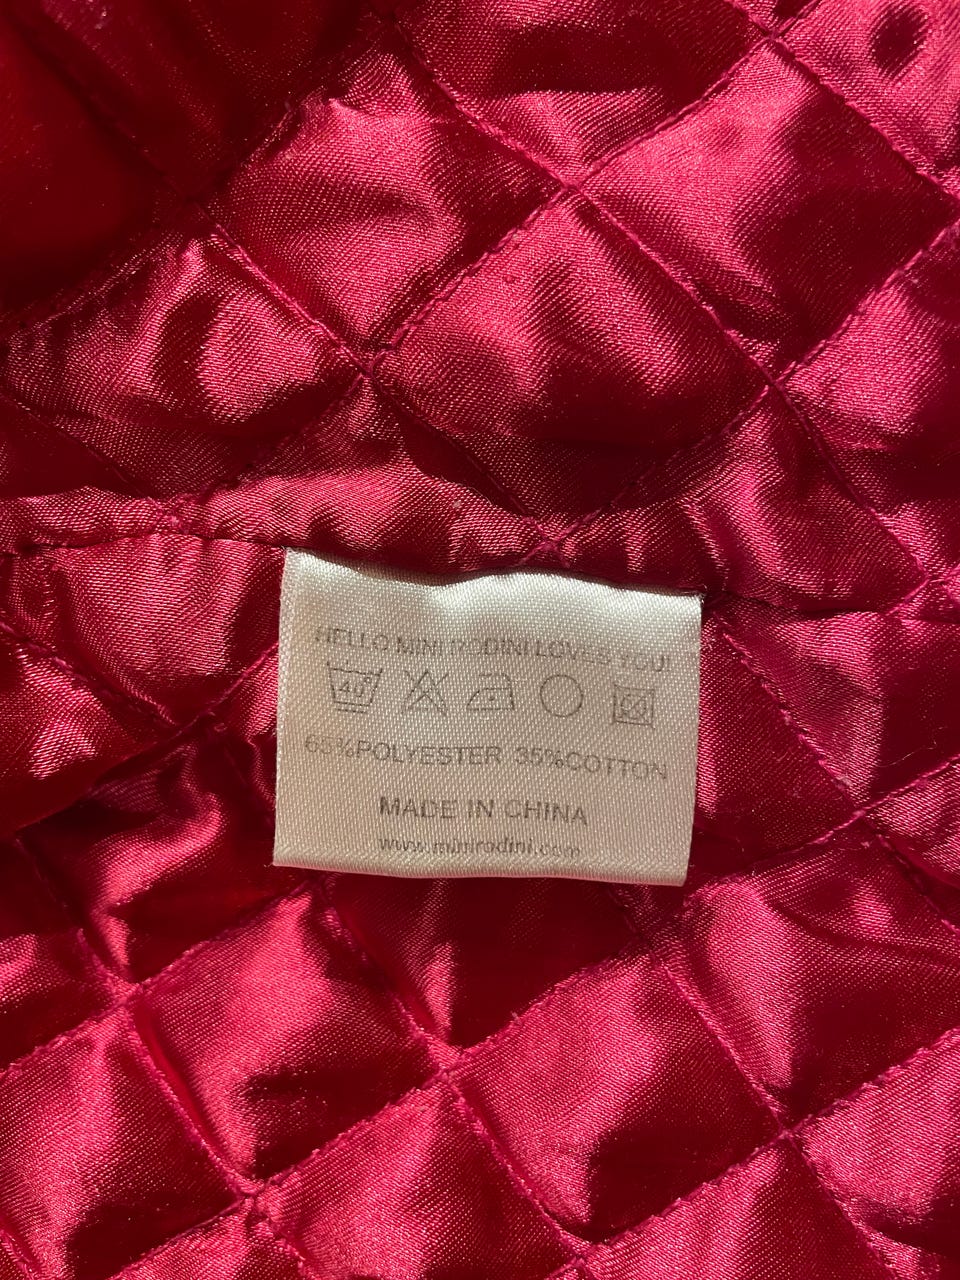 HELLO MINI RODINI LOVES YOU!
40°
65%POLYESTER 35%COTTON
MADE IN CHINA
www.minirodini.com